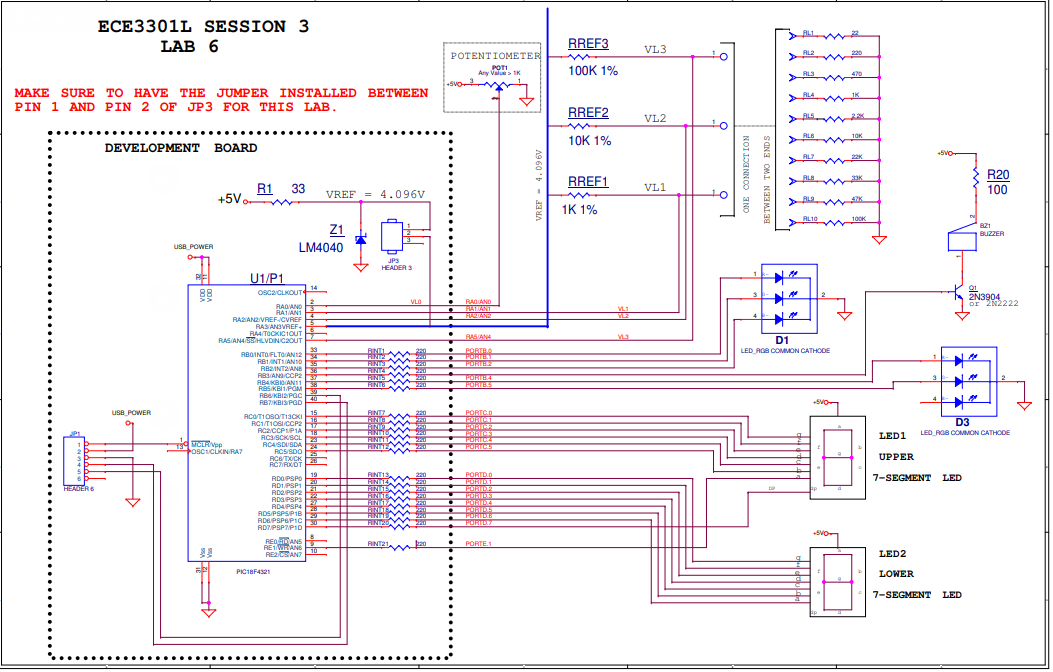 ECE3301L SESSION 3
LAB 6
MAKE SURE TO HAVE THE JUMPER INSTALLED BETWEEN
PIN 1 AND PIN 2 OF JP3 FOR THIS LAB.
DEVELOPMENT BOARD
POTENTIOMETER
POT1
Any Value > 1K
+5V 3 1
2
RREF3 VL3 1
100K 1%
RREF2 VL2 1
10K 1%
RREF1 VL1 1
1K 1%
VREF = 4.096V
ONE CONNECTION
BETWEEN TWO ENDS
RL1 22
RL2 220
RL3 470
RL4 1K
RL5 2.2K
RL6 10K
RL7 22K
RL8 33K
RL9 47K
RL10 100K
+5V
R20
100
2
BZ1
BUZZER
1
Q1
2N3904
or 2N2222
+5V R1 33 VREF = 4.096V
Z1
LM4040
1
2
3
JP3
HEADER 3
USB_POWER
32 11
VDD VDD
U1/P1
OSC2/CLKOUT 14
RA0/AN0 2 VL0 RA0/AN0
RA1/AN1 3 RA1/AN1 VL1
RA2/AN2/VREF-/CVREF 4 RA2/AN2 VL2
RA3/AN3VREF+ 5
RA4/T0CKIC1OUT 6
RA5/AN4/SS/HLVDIN/C2OUT 7 RA5/AN4 VL3
RB0/INT0/FLT0/AN12 33 RINT1 220 PORTB.0
RB1/INT1/AN10 34 RINT2 220 PORTB.1
RB2/INT2/AN8 35 RINT3 220 PORTB.2
RB3/AN9/CCP2 36 RINT4 220
RB4/KBI0/AN11 37 RINT5 220 PORTB.4
RB5/KBI1/PGM 38 RINT6 220 PORTB.5
RB6/KBI2/PGC 39
RB7/KBI3/PGD 40
RC0/T1OSO/T13CKI 15 RINT7 220 PORTC.0
RC1/T1OSI/CCP2 16 RINT8 220 PORTC.1
RC2/CCP1/P1A 17 RINT9 220 PORTC.2
RC3/SCK/SCL 18 RINT10 220 PORTC.3
RC4/SDI/SDA 23 RINT11 220 PORTC.4
RC5/SDO 24 RINT12 220 PORTC.5
RC6/TX/CK 25
RC7/RX/DT 26
RD0/PSP0 19 RINT13 220 PORTD.0
RD1/PSP1 20 RINT14 220 PORTD.1
RD2/PSP2 21 RINT15 220 PORTD.2
RD3/PSP3 22 RINT16 220 PORTD.3
RD4/PSP4 27 RINT17 220 PORTD.4
RD5/PSP5/P1B 28 RINT18 220 PORTD.5
RD6/PSP6/P1C 29 RINT19 220 PORTD.6
RD7/PSP7/P1D 30 RINT20 220 PORTD.7
RE0/RD/AN5 8
RE1/WR/AN6 9 RINT21 220 PORTE.1
RE2/CS/AN7 10
1 MCLR/Vpp
13 OSC1/CLKIN/RA7
Vss Vss
31 12
PIC18F4321
USB_POWER
JP1
1
2
3
4
5
6
HEADER 6
1
3
4
2
D1
LED_RGB COMMON CATHODE
1
3
4
2
D3
LED_RGB COMMON CATHODE
+5V
LED1
UPPER
7-SEGMENT LED
DP
dp
+5V
LED2
LOWER
7-SEGMENT LED
dp